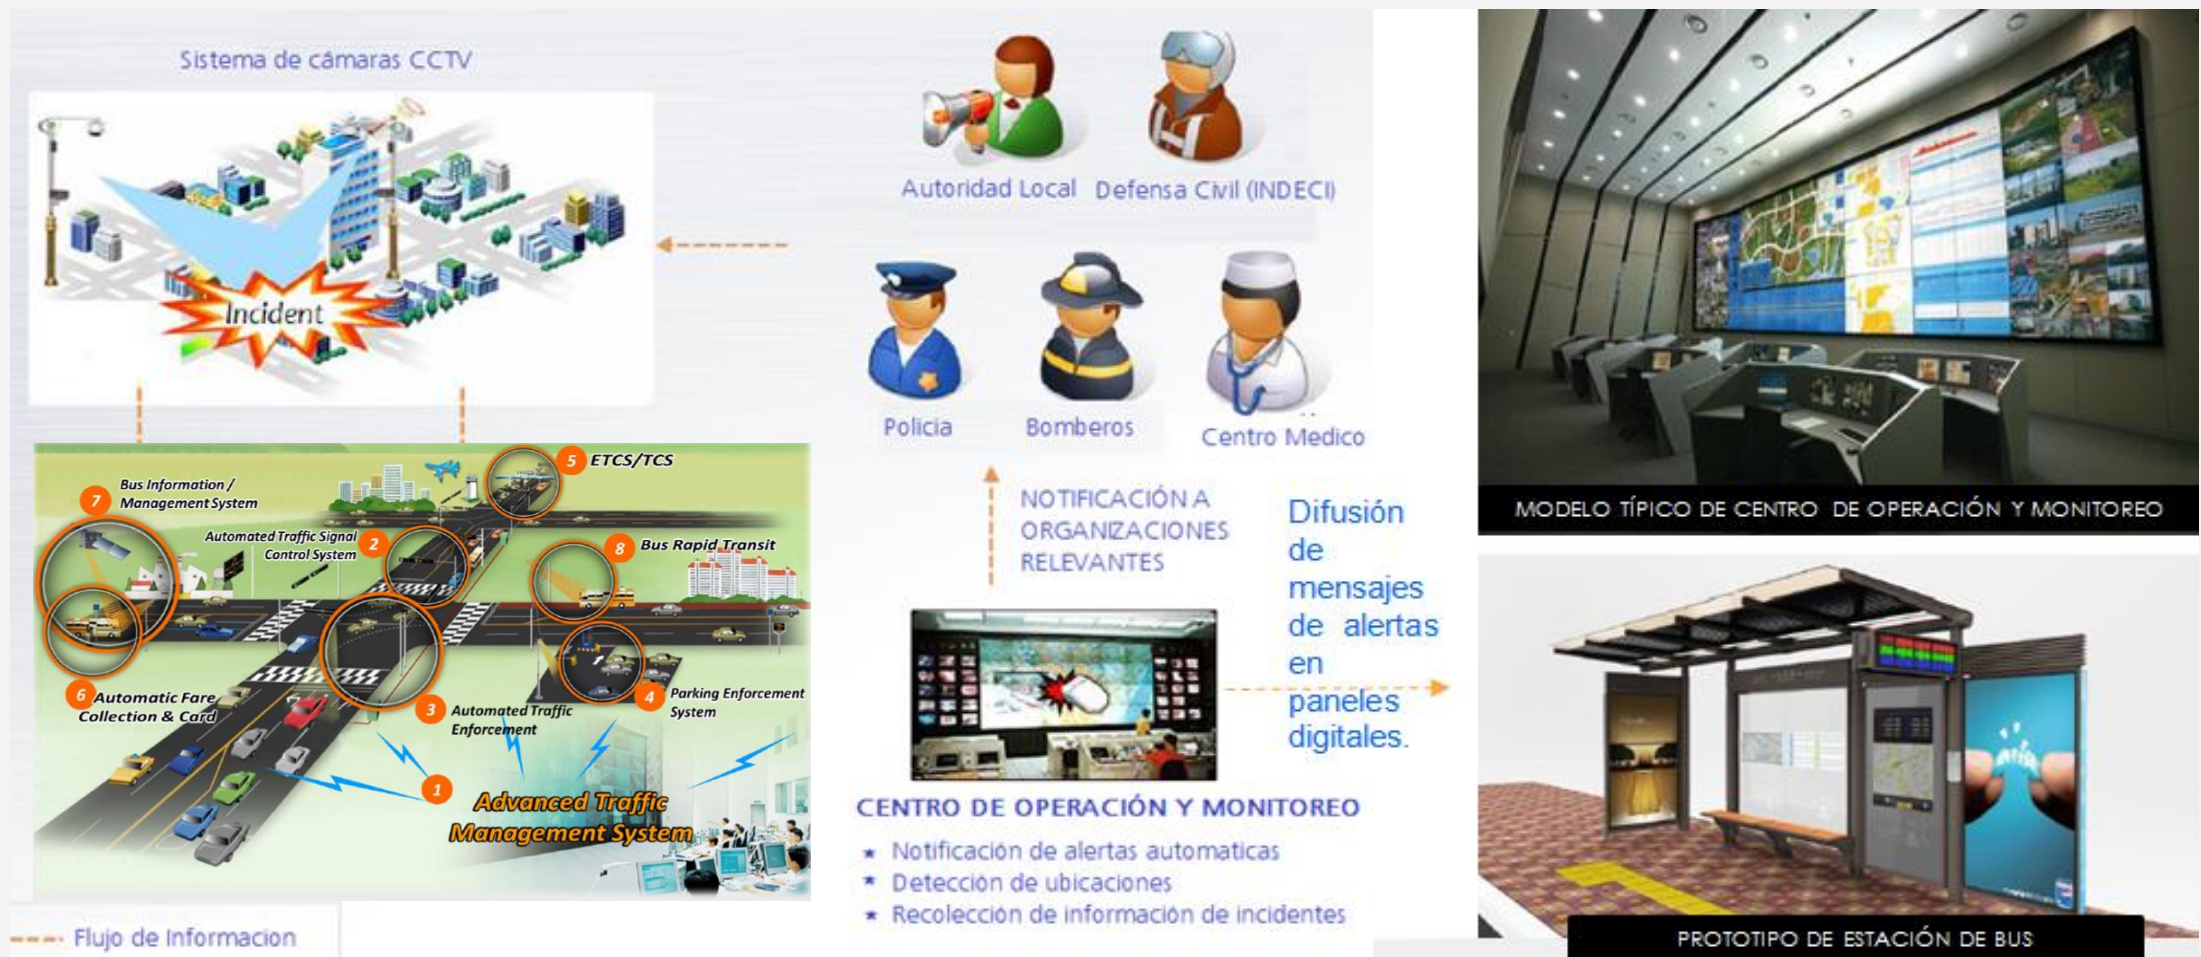 Sistema de cámaras CCTV
Incident
Autoridad Local
Defensa Civil (INDECI)
Policia
Bomberos
Centro Medico
5
ETCS/TCS
7
Bus Information /
Management System
Automated Traffic Signal
Control System
2
8
Bus Rapid Transit
6
Automatic Fare
Collection & Card
3
Automated Traffic
Enforcement
4
Parking Enforcement
System
1
Advanced Traffic
Management System
NOTIFICACIÓN A
ORGANIZACIONES
RELEVANTES
Difusión
de
mensajes
de alertas
en
paneles
digitales.
CENTRO DE OPERACIÓN Y MONITOREO
★ Notificación de alertas automaticas
★ Detección de ubicaciones
★ Recolección de información de incidentes
Flujo de Informacion
MODELO TÍPICO DE CENTRO DE OPERACIÓN Y MONITOREO
PROTOTIPO DE ESTACIÓN DE BUS